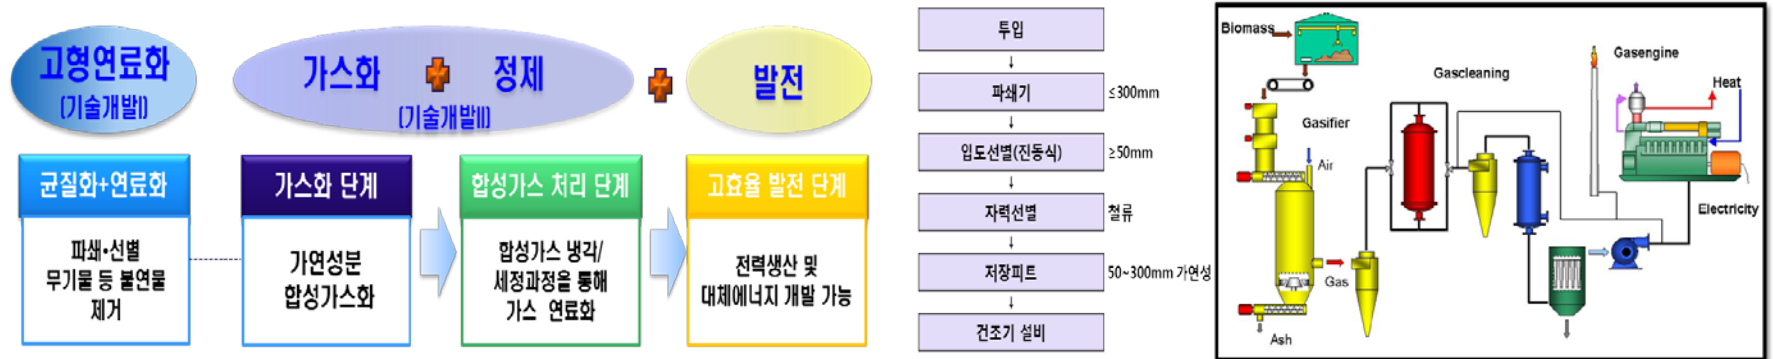 고형연료화
(기술개발I)
가스화
정제
(기술개발II)
발전
균질화+연료화
파쇄•선별
무기물 등 불연물
제거
가스화 단계
가연성분
합성가스화
합성가스 처리 단계
합성가스 냉각/
세정과정을 통해
가스 연료화
고효율 발전 단계
전력생산 및
대체에너지 개발 가능
투입
파쇄기
≤300mm
입도선별(진동식)
≥50mm
자력선별
철류
저장피트
50~300mm 가연성
건조기 설비
Biomass
Gasifier
Air
Gas
Ash
Gascleaning
Gasengine
Heat
Electricity